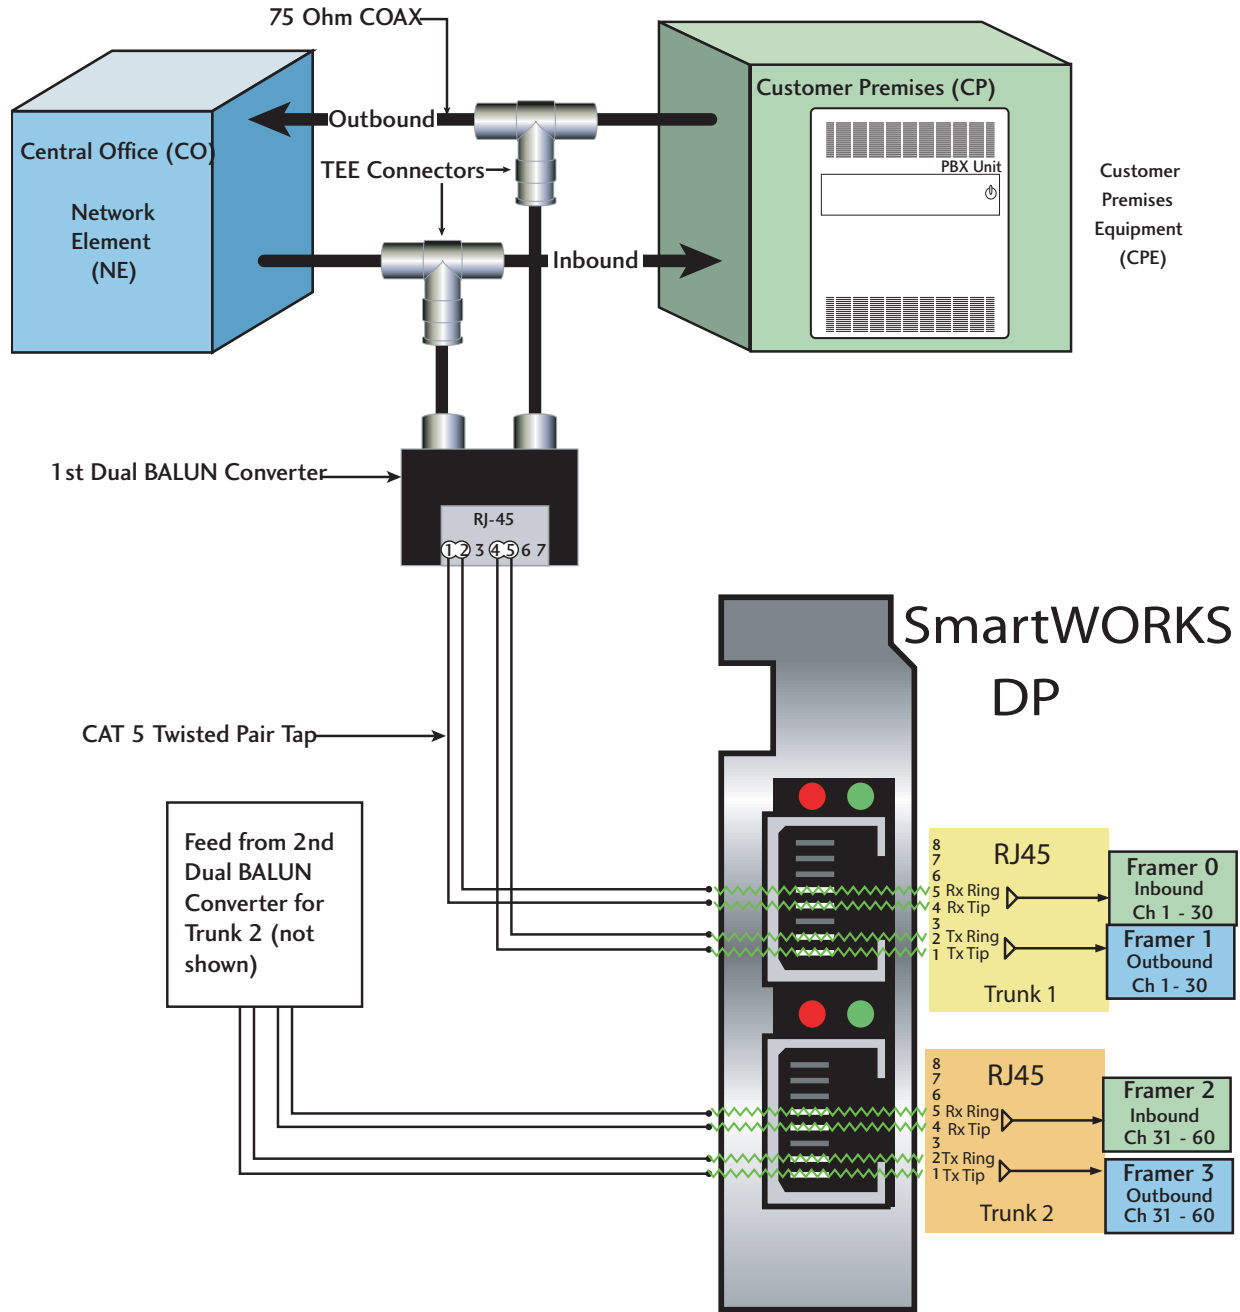 75 Ohm COAX
Customer Premises (CP)
Outbound
Central Office (CO)
TEE Connectors
PBX Unit
Customer
Premises
Equipment
(CPE)
Network
Element
(NE)
Inbound
1st Dual BALUN Converter
RJ-45
1 2 3 4 5 6 7
SmartWORKS
DP
CAT 5 Twisted Pair Tap
Feed from 2nd
Dual BALUN
Converter for
Trunk 2 (not
shown)
8
7
6
5 Rx Ring
4 Rx Tip
3
2 Tx Ring
1 Tx Tip
RJ45
Trunk 1
Framer 0
Inbound
Ch 1 - 30
Framer 1
Outbound
Ch 1 - 30
8
7
6
5 Rx Ring
4 Rx Tip
3
2 Tx Ring
1 Tx Tip
RJ45
Trunk 2
Framer 2
Inbound
Ch 31 - 60
Framer 3
Outbound
Ch 31 - 60